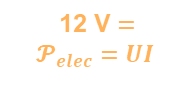 12 V =
𝒫elec = UI